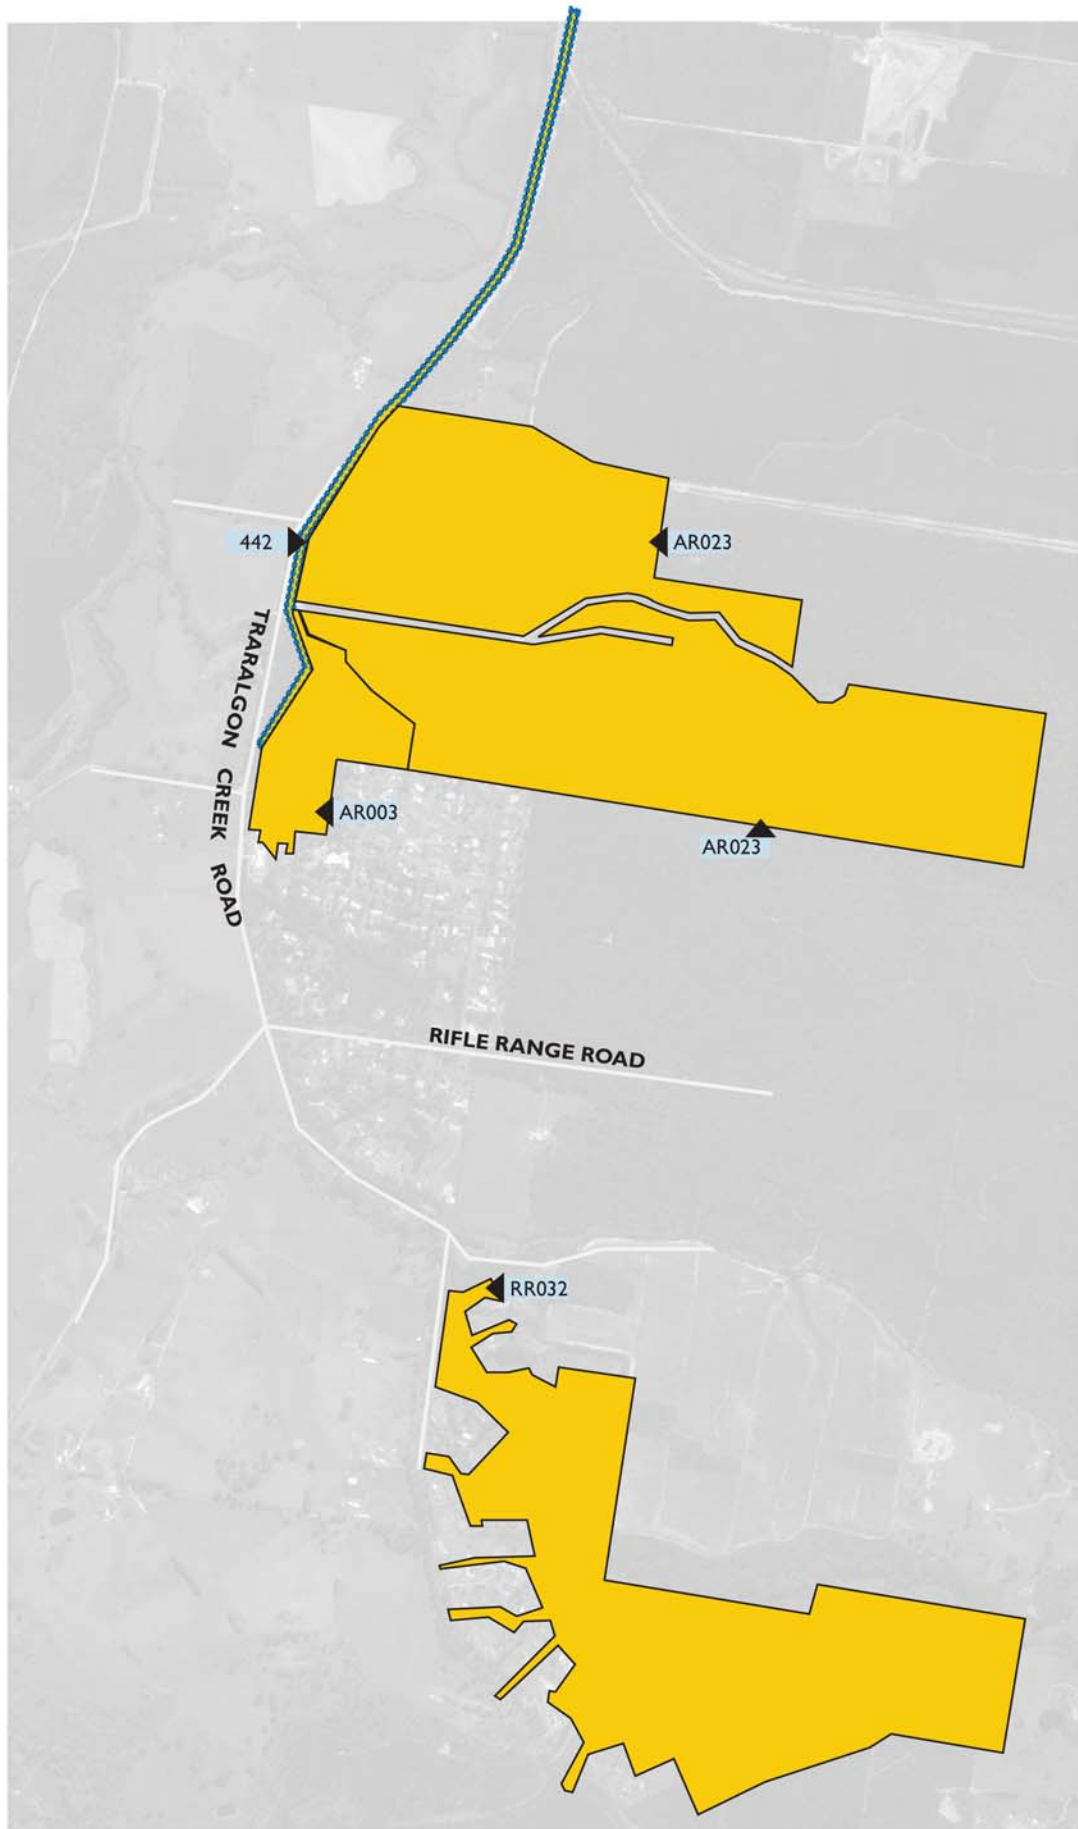 442
AR023
TRARALGON CREEK ROAD
AR003
AR023
RIFLE RANGE ROAD
RR032